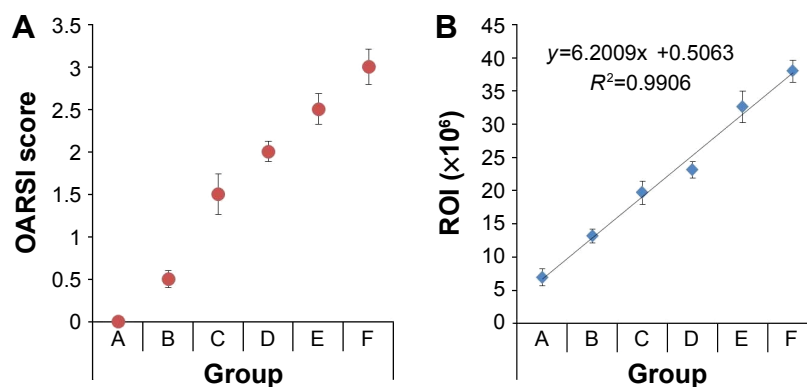 A
OARSI score
3.5
3
2.5
2
1.5
1
0.5
0
A B C D E F
Group
B
ROI (×10⁶)
45
40
35
30
25
20
15
10
5
0
y=6.2009x +0.5063
R²=0.9906
A B C D E F
Group